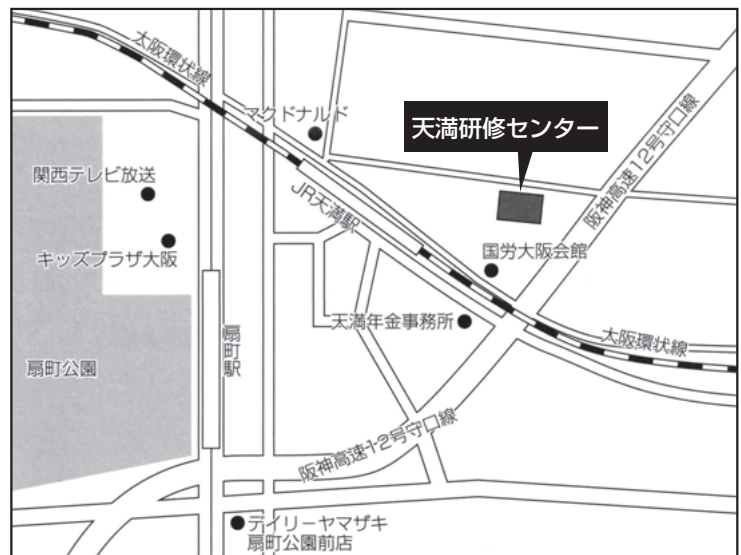 大阪環状線
マクドナルド
天満研修センター
関西テレビ放送
JR天満駅
阪神高速12号守口線
キッズプラザ大阪
国労大阪会館
天満年金事務所
大阪環状線
扇町駅
扇町公園
阪神高速12号守口線
デイリーヤマザキ
扇町公園前店